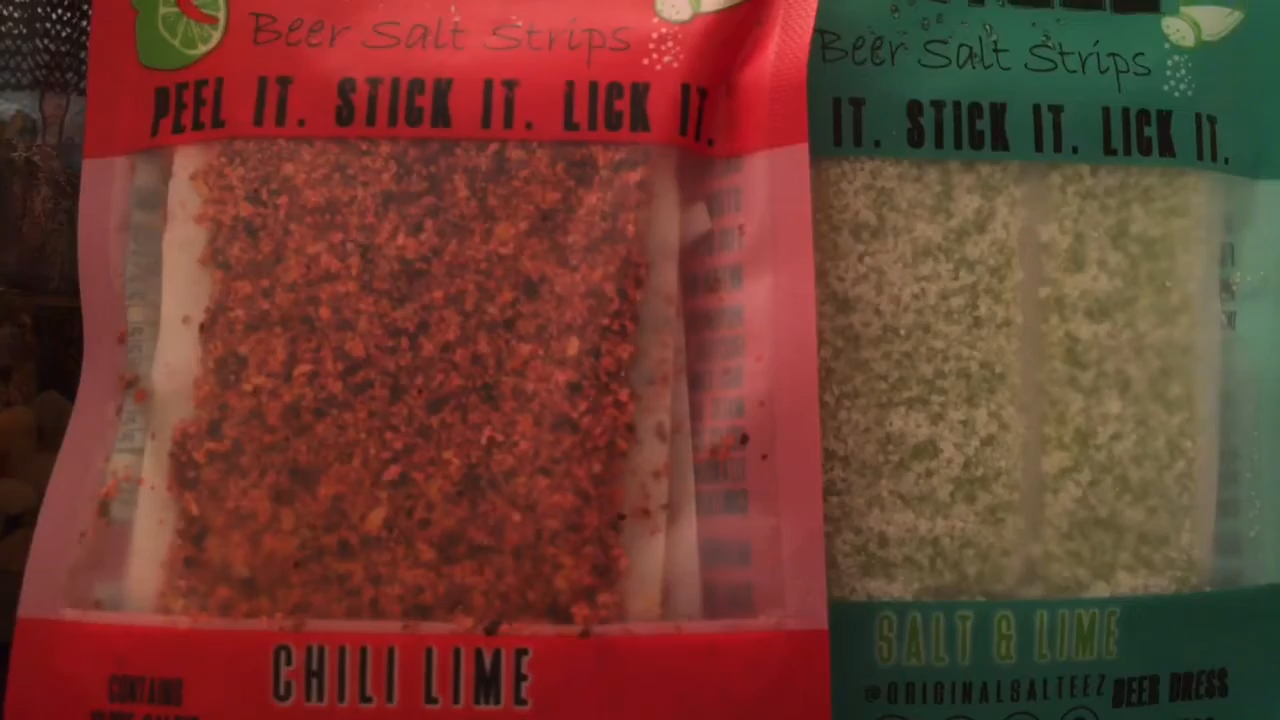 Beer Salt Strips
PEEL IT. STICK IT. LICK IT.
CHILI LIME
CONTAINS
Beer Salt Strips
IT. STICK IT. LICK IT.
SALT & LIME
@ORIGINALSALTEEZ BEER DRESS